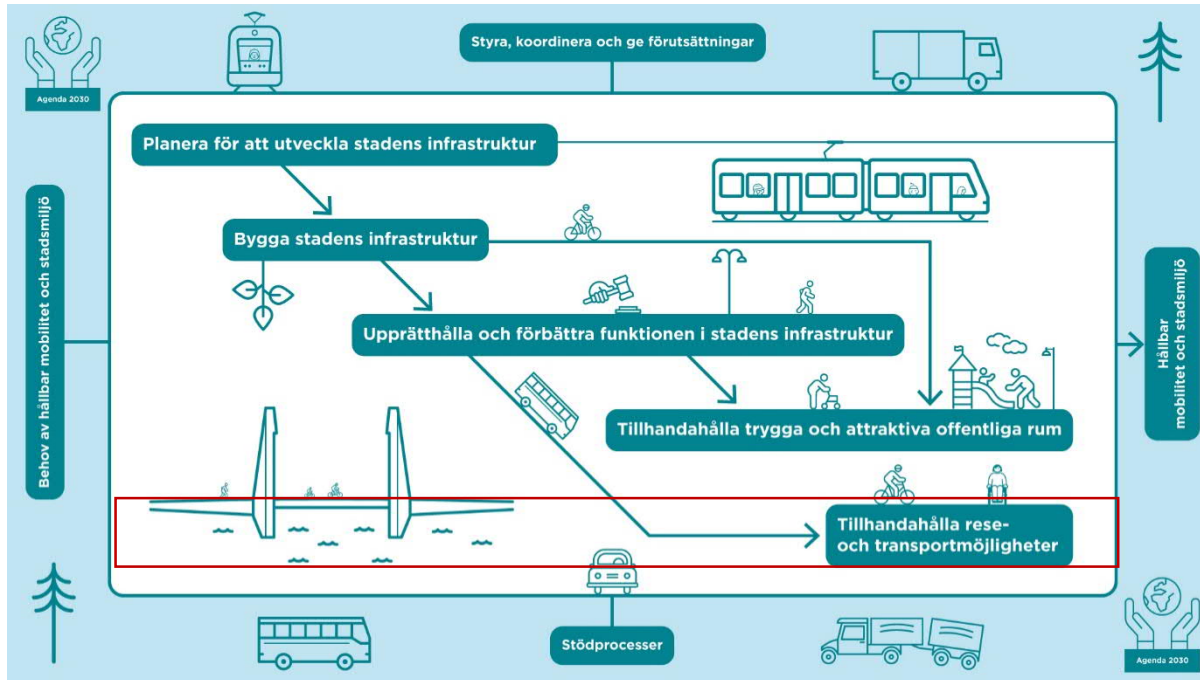 Styra, koordinera och ge förutsättningar
Agenda 2030
Planera för att utveckla stadens infrastruktur
Behov av hållbar mobilitet och stadsmiljö
Bygga stadens infrastruktur
Upprätthålla och förbättra funktionen i stadens infrastruktur
Hållbar
mobilitet och stadsmiljö
Tillhandahålla trygga och attraktiva offentliga rum
Tillhandahålla rese-
och transportmöjligheter
Stödprocesser
Agenda 2030